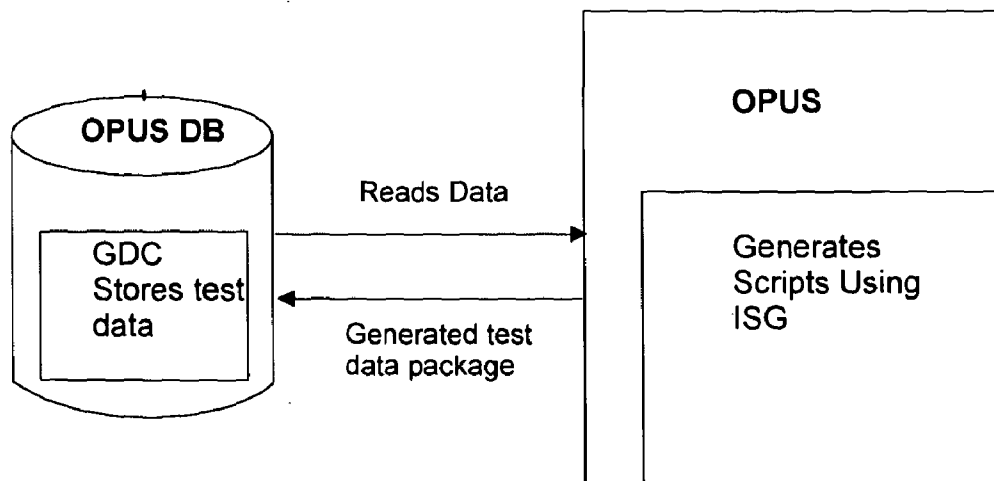 OPUS DB
GDC
Stores test
data
Reads Data
Generated test
data package
OPUS
Generates
Scripts Using
ISG